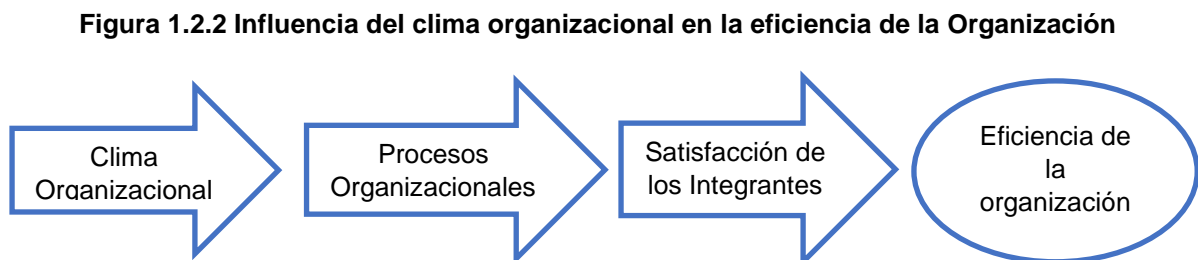 Figura 1.2.2 Influencia del clima organizacional en la eficiencia de la Organización
Clima
Organizacional
Procesos
Organizacionales
Satisfacción de
los Integrantes
Eficiencia de
la
organización